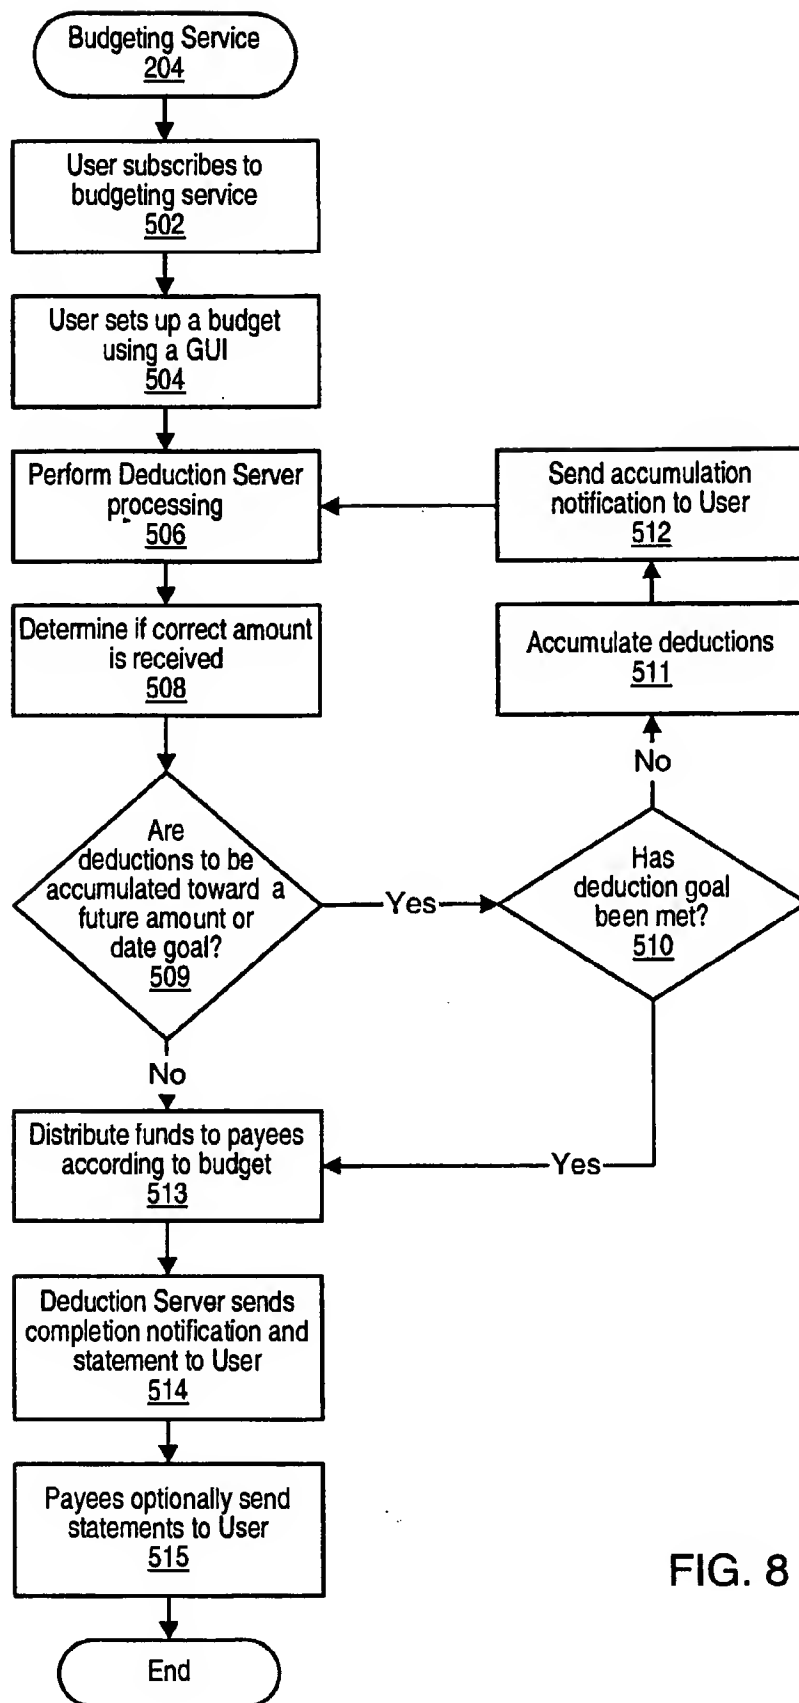 Budgeting Service
204
User subscribes to
budgeting service
502
User sets up a budget
using a GUI
504
Perform Deduction Server
processing
506
Send accumulation
notification to User
512
Determine if correct amount
is received
508
Accumulate deductions
511
No
Are
deductions to be
accumulated toward a
future amount or
date goal?
509
Yes
Has
deduction goal
been met?
510
No
Distribute funds to payees
according to budget
513
Yes
Deduction Server sends
completion notification and
statement to User
514
Payees optionally send
statements to User
515
FIG. 8
End